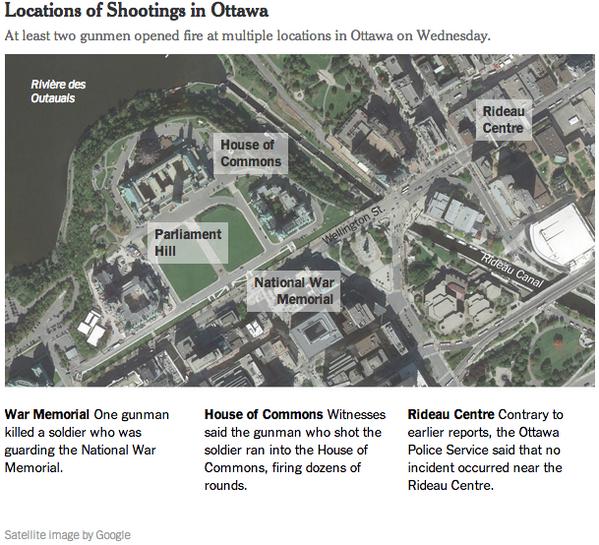 Locations of Shootings in Ottawa
At least two gunmen opened fire at multiple locations in Ottawa on Wednesday.
Rivière des
Outauais
Rideau
Centre
House of
Commons
Wellington St.
Parliament
Hill
Rideau Canal
National War
Memorial
War Memorial One gunman
killed a soldier who was
guarding the National War
Memorial.
House of Commons Witnesses
said the gunman who shot the
soldier ran into the House of
Commons, firing dozens of
rounds.
Rideau Centre Contrary to
earlier reports, the Ottawa
Police Service said that no
incident occurred near the
Rideau Centre.
Satellite image by Google